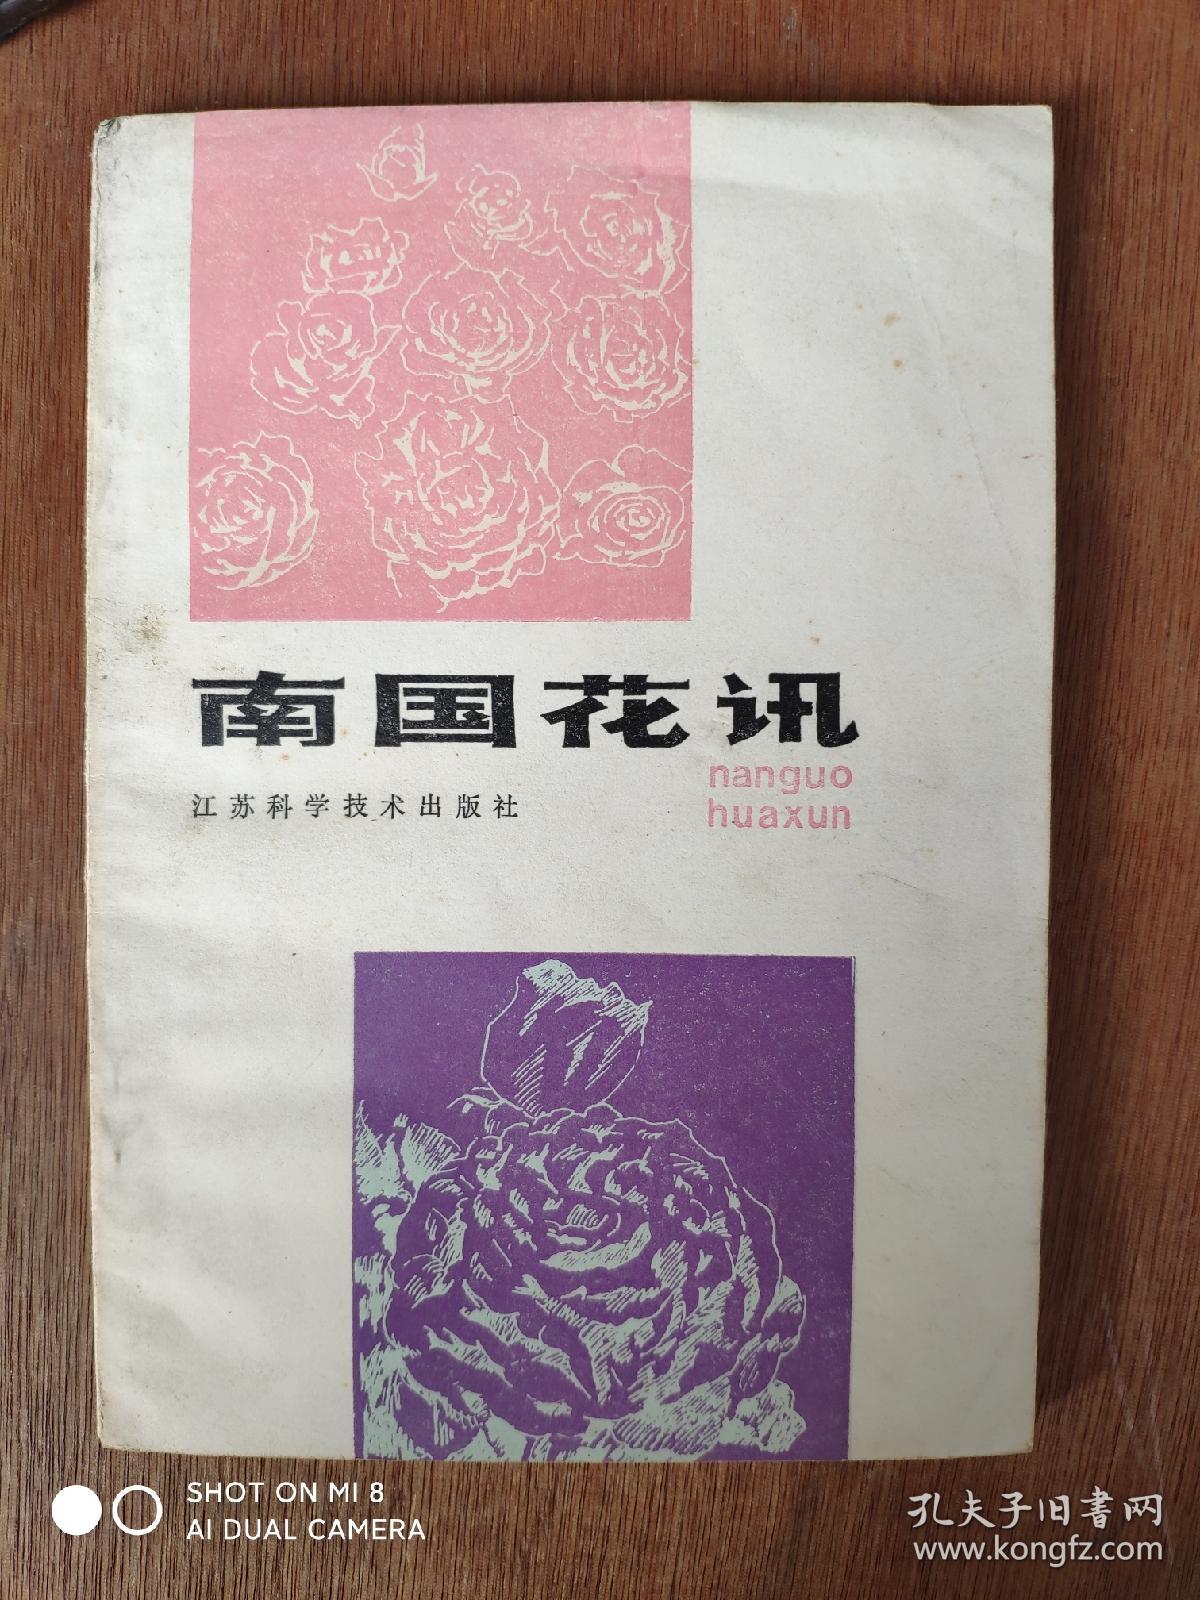 南国花讯
nanguo
huaxun
江苏科学技术出版社
SHOT ON MI 8
AI DUAL CAMERA
孔夫子旧書网
www.kongfz.com